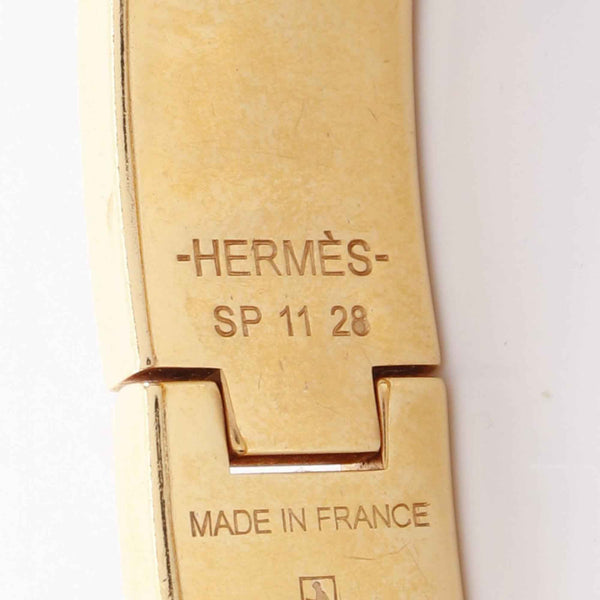 -HERMÈS-
SP 11 28
MADE IN FRANCE